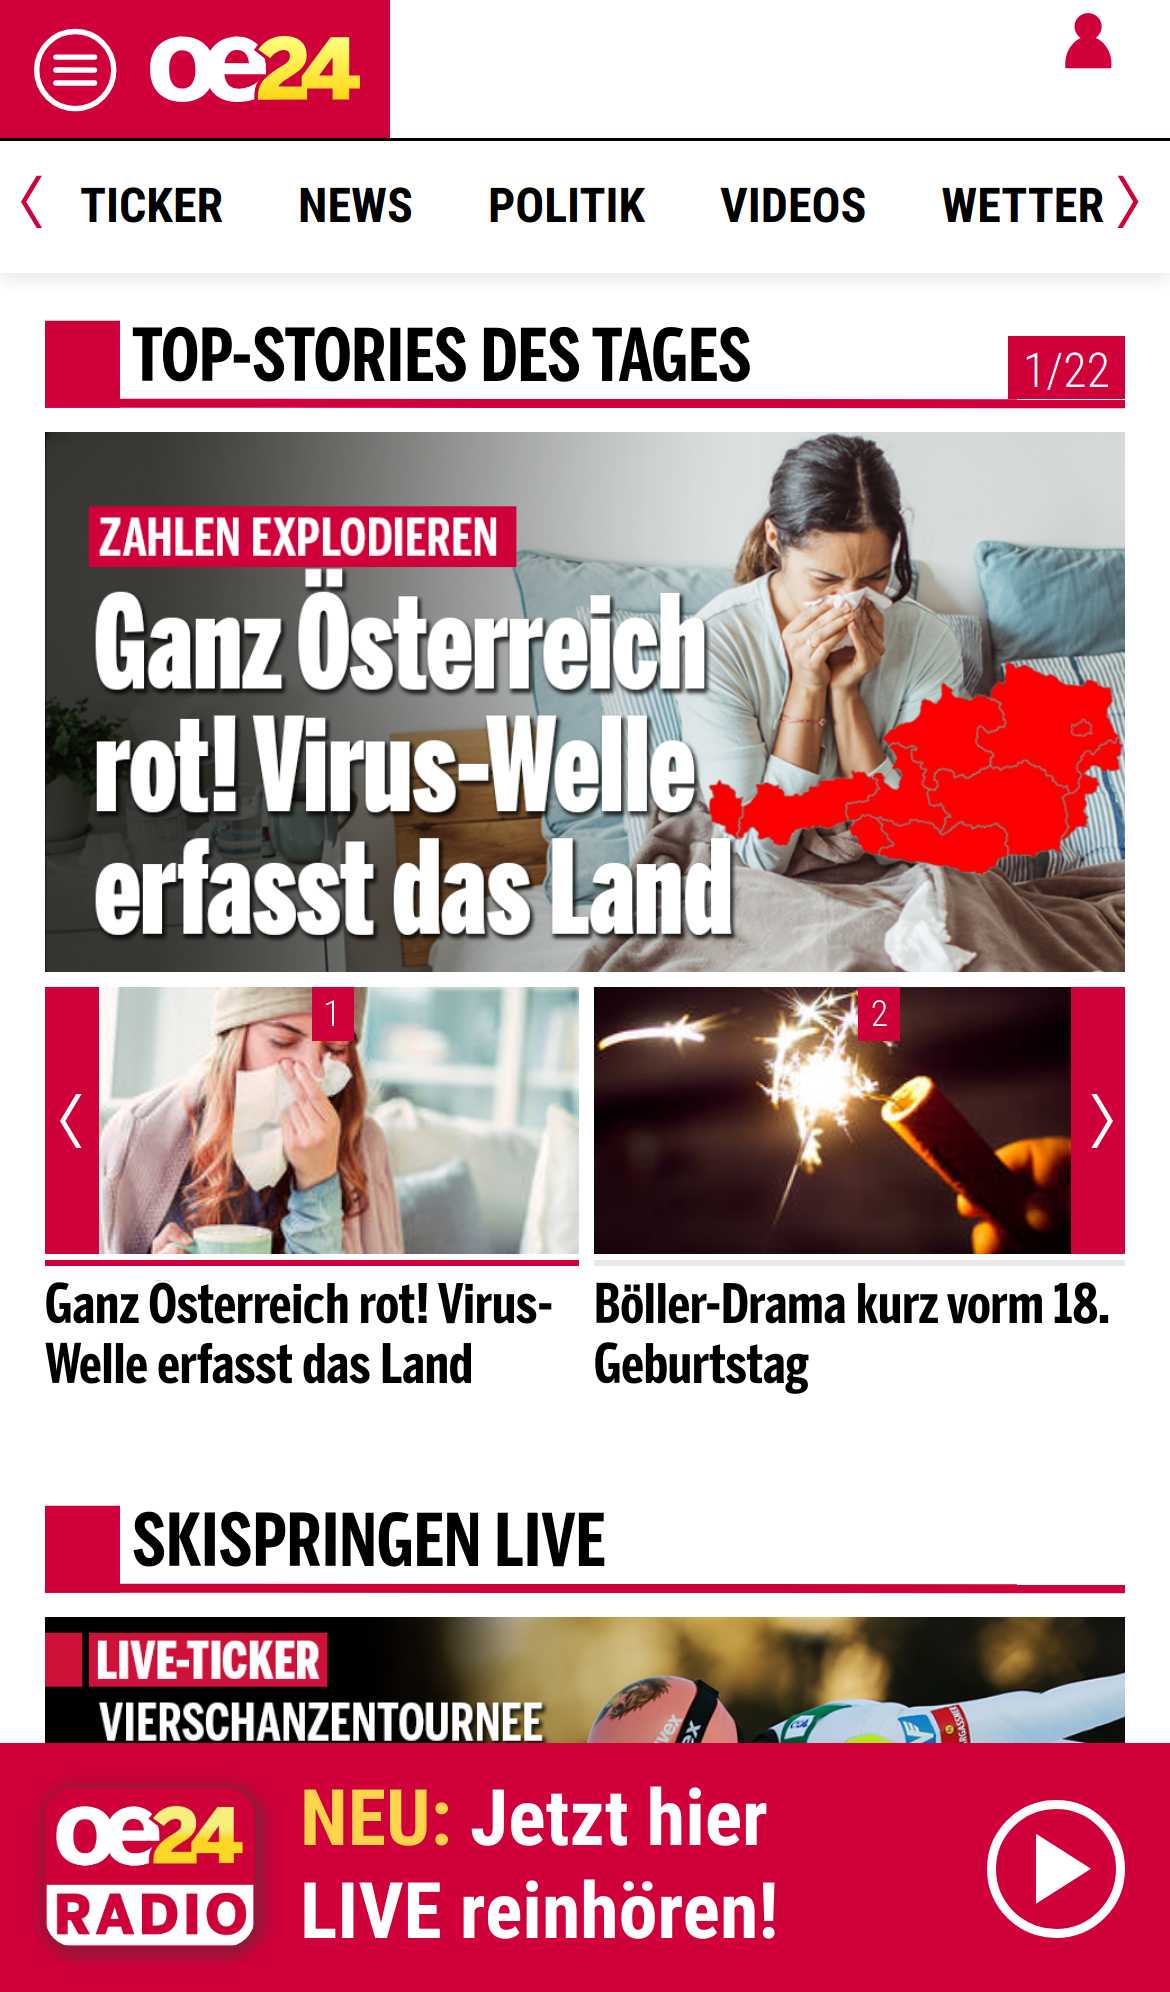 oe24
TICKER NEWS POLITIK VIDEOS WETTER
TOP-STORIES DES TAGES
1/22
ZAHLEN EXPLODIEREN
Ganz Österreich
rot! Virus-Welle
erfasst das Land
1
2
Ganz Österreich rot! Virus-
Welle erfasst das Land
Böller-Drama kurz vorm 18.
Geburtstag
SKISPRINGEN LIVE
LIVE-TICKER
VIERSCHANZENTOURNEE
oe24
RADIO
NEU: Jetzt hier
LIVE reinhören!